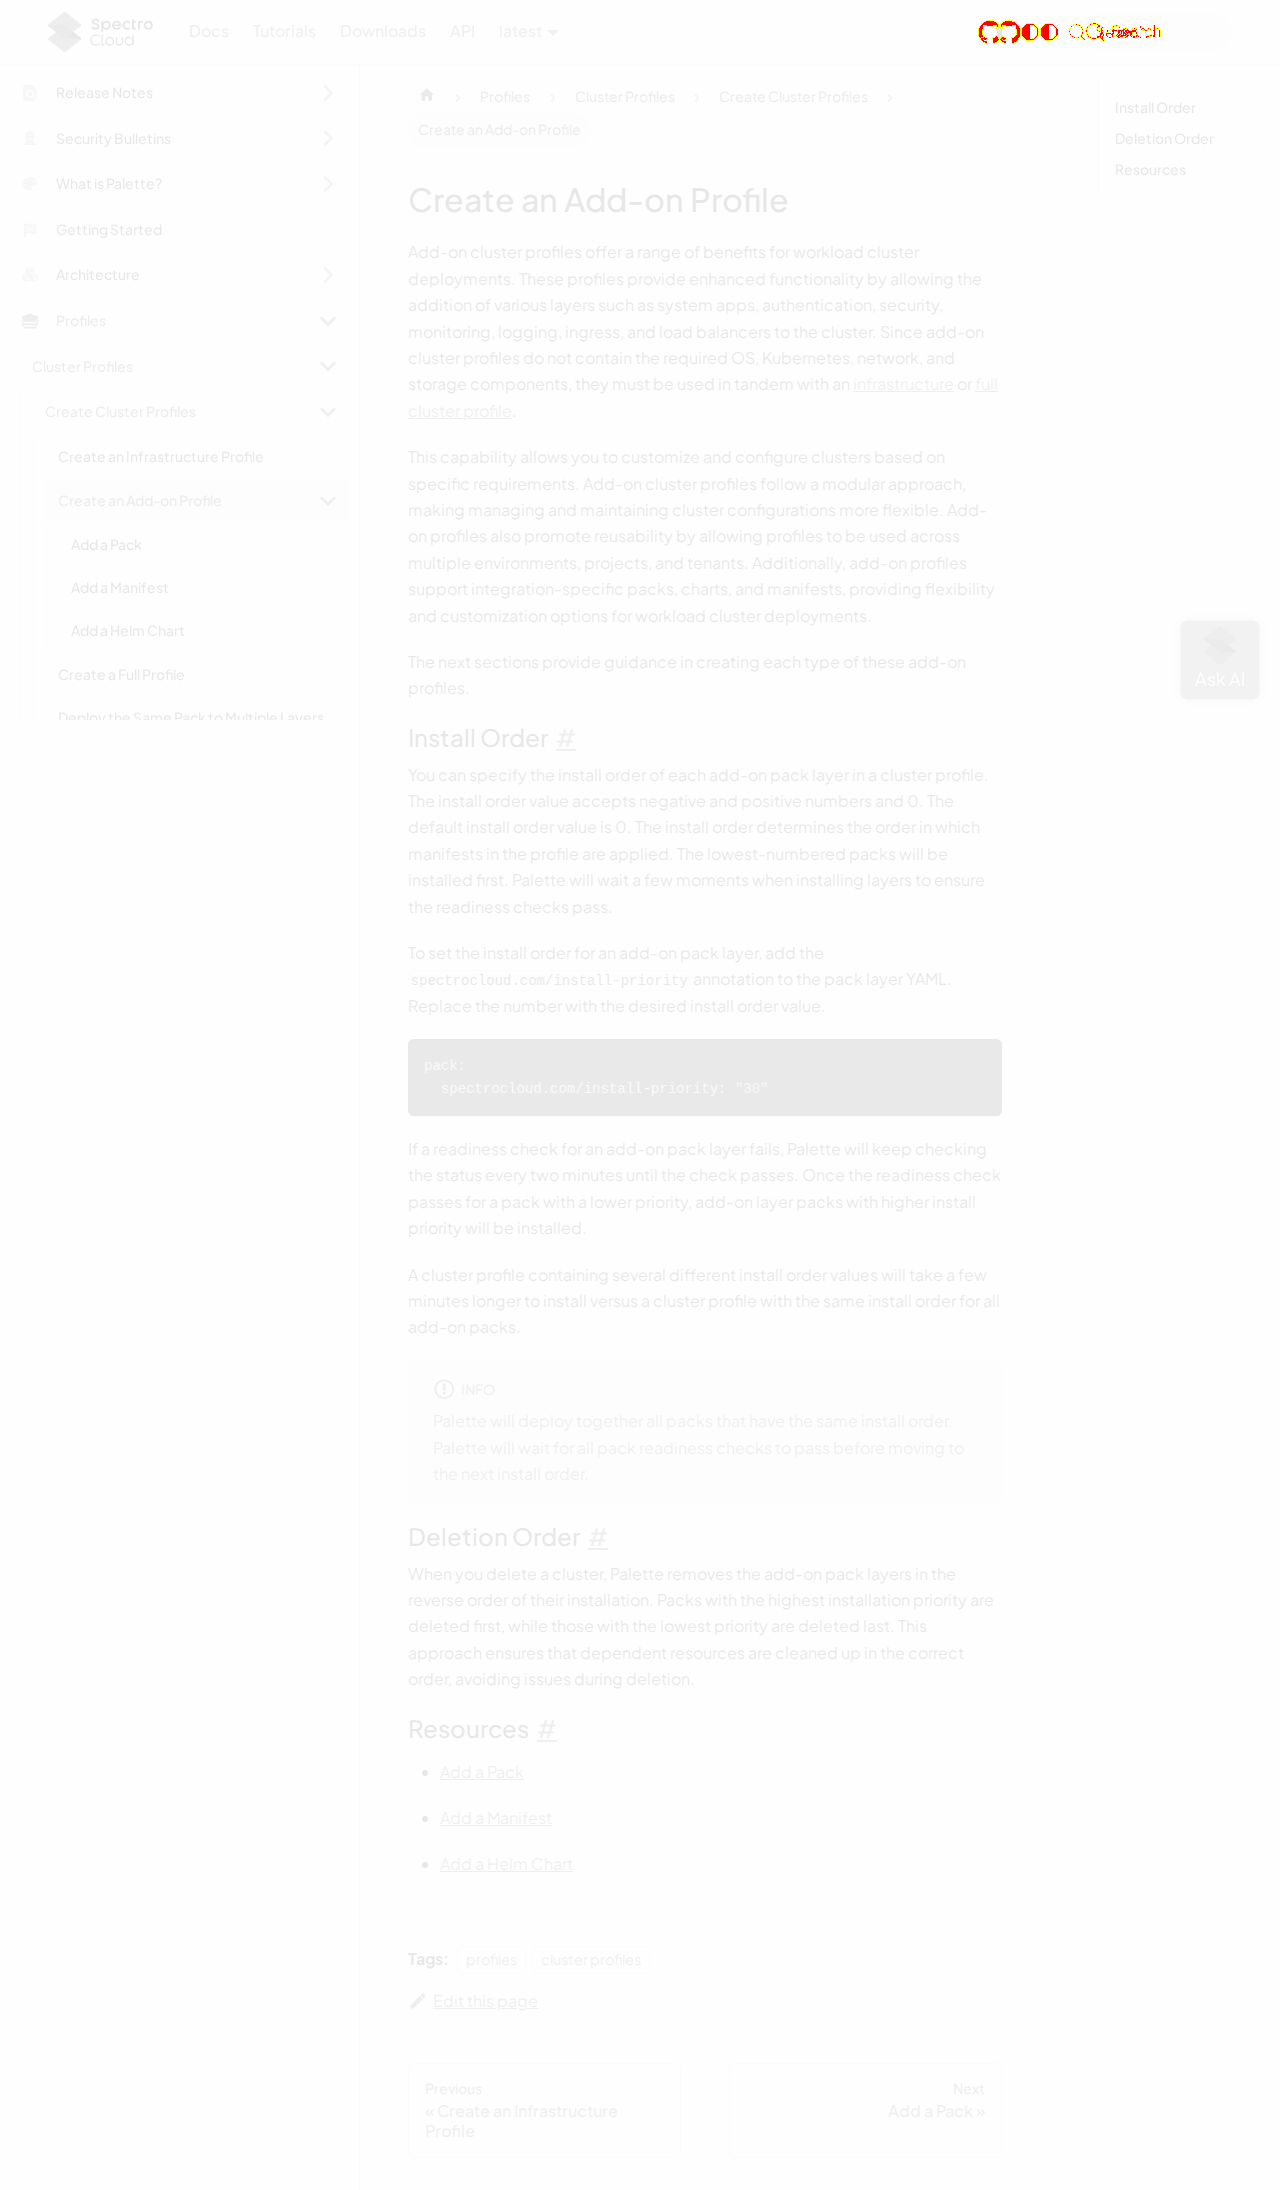 Spectro
Cloud
Docs
Tutorials
Downloads
API
latest
Search
Release Notes
Security Bulletins
What is Palette?
Getting Started
Architecture
Profiles
Cluster Profiles
Create Cluster Profiles
Create an Infrastructure Profile
Create an Add-on Profile
Add a Pack
Add a Manifest
Add a Helm Chart
Create a Full Profile
Deploy the Same Pack to Multiple Layers
Profiles
Cluster Profiles
Create Cluster Profiles
Create an Add-on Profile
Create an Add-on Profile
Add-on cluster profiles offer a range of benefits for workload cluster
deployments. These profiles provide enhanced functionality by allowing the
addition of various layers such as system apps, authentication, security,
monitoring, logging, ingress, and load balancers to the cluster. Since add-on
cluster profiles do not contain the required OS, Kubernetes, network, and
storage components, they must be used in tandem with an infrastructure or full
cluster profile.
This capability allows you to customize and configure clusters based on
specific requirements. Add-on cluster profiles follow a modular approach,
making managing and maintaining cluster configurations more flexible. Add-
on profiles also promote reusability by allowing profiles to be used across
multiple environments, projects, and tenants. Additionally, add-on profiles
support integration-specific packs, charts, and manifests, providing flexibility
and customization options for workload cluster deployments.
The next sections provide guidance in creating each type of these add-on
profiles.
Install Order #
You can specify the install order of each add-on pack layer in a cluster profile.
The install order value accepts negative and positive numbers and 0. The
default install order value is 0. The install order determines the order in which
manifests in the profile are applied. The lowest-numbered packs will be
installed first. Palette will wait a few moments when installing layers to ensure
the readiness checks pass.
To set the install order for an add-on pack layer, add the
spectrocloud.com/install-priority annotation to the pack layer YAML.
Replace the number with the desired install order value.
pack:
spectrocloud.com/install-priority: "30"
If a readiness check for an add-on pack layer fails, Palette will keep checking
the status every two minutes until the check passes. Once the readiness check
passes for a pack with a lower priority, add-on layer packs with higher install
priority will be installed.
A cluster profile containing several different install order values will take a few
minutes longer to install versus a cluster profile with the same install order for all
add-on packs.
INFO
Palette will deploy together all packs that have the same install order.
Palette will wait for all pack readiness checks to pass before moving to
the next install order.
Deletion Order #
When you delete a cluster, Palette removes the add-on pack layers in the
reverse order of their installation. Packs with the highest installation priority are
deleted first, while those with the lowest priority are deleted last. This
approach ensures that dependent resources are cleaned up in the correct
order, avoiding issues during deletion.
Resources #
Add a Pack
Add a Manifest
Add a Helm Chart
Tags:
profiles
cluster profiles
Edit this page
Previous
« Create an Infrastructure
Profile
Next
Add a Pack »
Install Order
Deletion Order
Resources
Ask AI